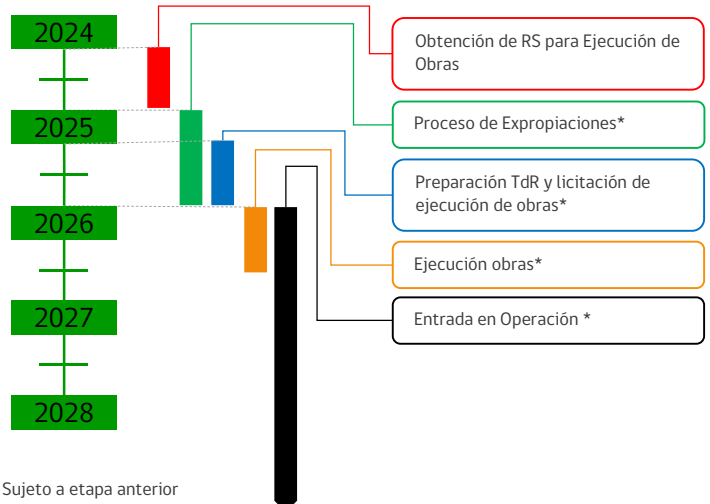 2024
2025
2026
2027
2028
Obtención de RS para Ejecución de
Obras
Proceso de Expropiaciones*
Preparación TdR y licitación de
ejecución de obras*
Ejecución obras*
Entrada en Operación *
Sujeto a etapa anterior